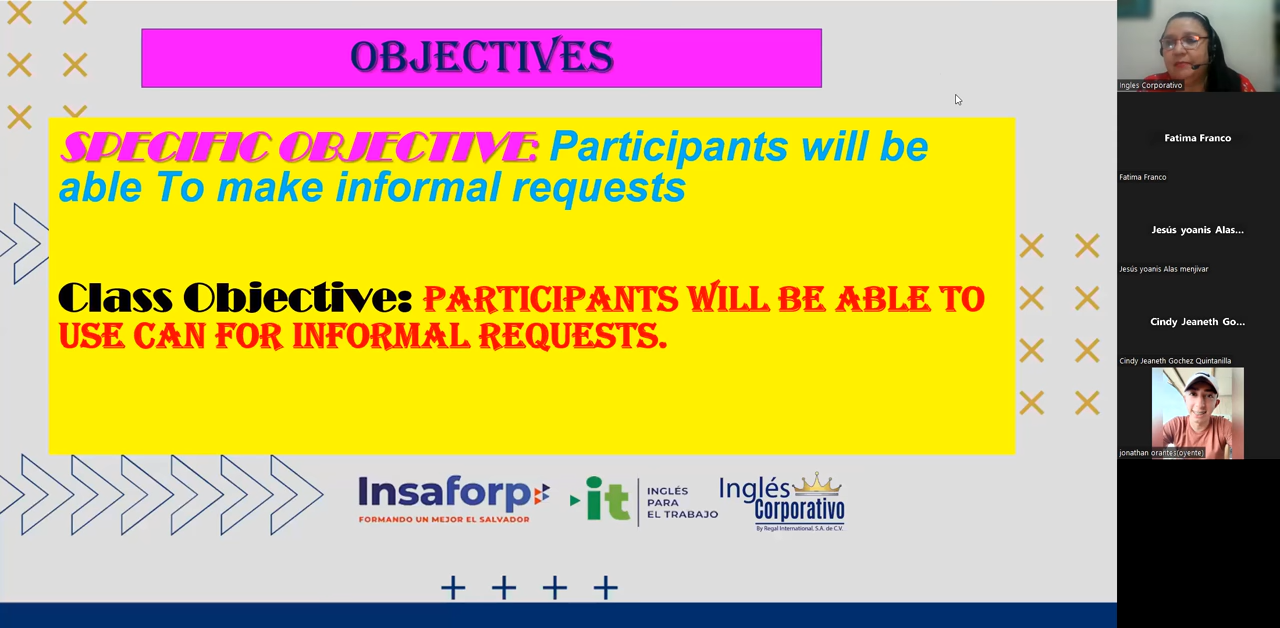 OBJECTIVES
SPECIFIC OBJECTIVE: Participants will be
able To make informal requests
Class Objective: PARTICIPANTS WILL BE ABLE TO
USE CAN FOR INFORMAL REQUESTS.
Insaforp
FORMANDO UN MEJOR EL SALVADOR
it
INGLÉS
PARA
EL TRABAJO
Inglés
Corporativo
By Regal International, S.A. de C.V.
Ingles Corporativo
Fatima Franco
Fatima Franco
Jesús yoanis Alas...
Jesús yoanis Alas menjivar
Cindy Jeaneth Go...
Cindy Jeaneth Gochez Quintanilla
jonathan orantes(oyente)